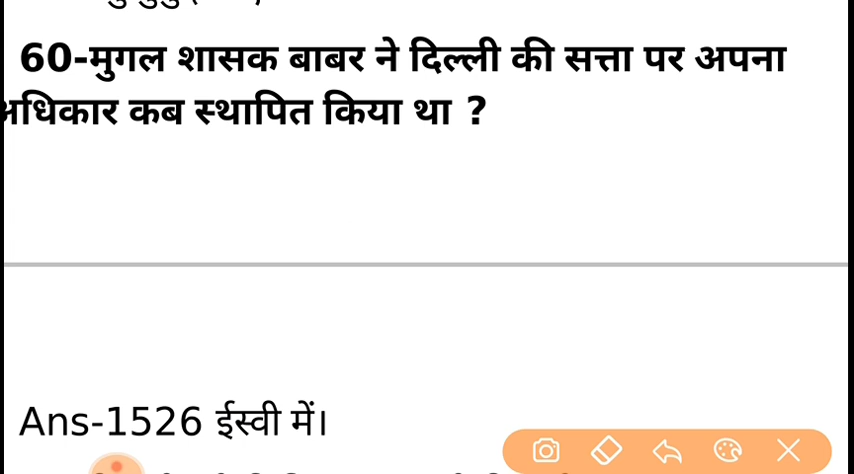 60-मुगल शासक बाबर ने दिल्ली की सत्ता पर अपना
अधिकार कब स्थापित किया था ?
Ans-1526 ईस्वी में।